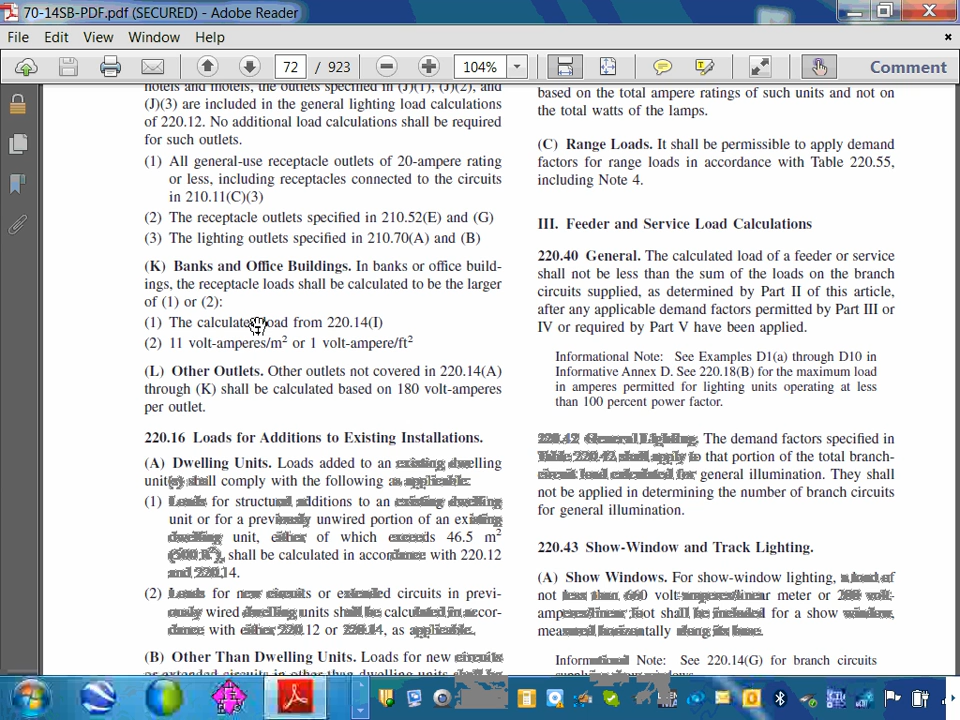 70-14SB-PDF.pdf (SECURED) - Adobe Reader
File Edit View Window Help
72 / 923 104% Comment
hotels and motels, the outlets specified in (J)(1), (J)(2), and
(J)(3) are included in the general lighting load calculations
of 220.12. No additional load calculations shall be required
for such outlets.
(1) All general-use receptacle outlets of 20-ampere rating
or less, including receptacles connected to the circuits
in 210.11(C)(3)
(2) The receptacle outlets specified in 210.52(E) and (G)
(3) The lighting outlets specified in 210.70(A) and (B)
(K) Banks and Office Buildings. In banks or office build-
ings, the receptacle loads shall be calculated to be the larger
of (1) or (2):
(1) The calculated load from 220.14(I)
(2) 11 volt-amperes/m² or 1 volt-ampere/ft²
(L) Other Outlets. Other outlets not covered in 220.14(A)
through (K) shall be calculated based on 180 volt-amperes
per outlet.
220.16 Loads for Additions to Existing Installations.
(A) Dwelling Units. Loads added to an existing dwelling
unit(s) shall comply with the following as applicable:
(1) Loads for structural additions to an existing dwelling
unit or for a previously unwired portion of an existing
dwelling unit, either of which exceeds 46.5 m²
(500 ft²), shall be calculated in accordance with 220.12
and 220.14.
(2) Loads for new circuits or extended circuits in previ-
ously wired dwelling units shall be calculated in accor-
dance with either 220.12 or 220.14, as applicable.
(B) Other Than Dwelling Units. Loads for new circuits
or extended circuits in other than dwelling units shall be
based on the total ampere ratings of such units and not on
the total watts of the lamps.
(C) Range Loads. It shall be permissible to apply demand
factors for range loads in accordance with Table 220.55,
including Note 4.
III. Feeder and Service Load Calculations
220.40 General. The calculated load of a feeder or service
shall not be less than the sum of the loads on the branch
circuits supplied, as determined by Part II of this article,
after any applicable demand factors permitted by Part III or
IV or required by Part V have been applied.
Informational Note: See Examples D1(a) through D10 in
Informative Annex D. See 220.18(B) for the maximum load
in amperes permitted for lighting units operating at less
than 100 percent power factor.
220.42 General Lighting. The demand factors specified in
Table 220.42 shall apply to that portion of the total branch-
circuit load calculated for general illumination. They shall
not be applied in determining the number of branch circuits
for general illumination.
220.43 Show-Window and Track Lighting.
(A) Show Windows. For show-window lighting, a load of
not less than 660 volt-amperes/linear meter or 200 volt-
amperes/linear foot shall be included for a show window,
measured horizontally along its base.
Informational Note: See 220.14(G) for branch circuits